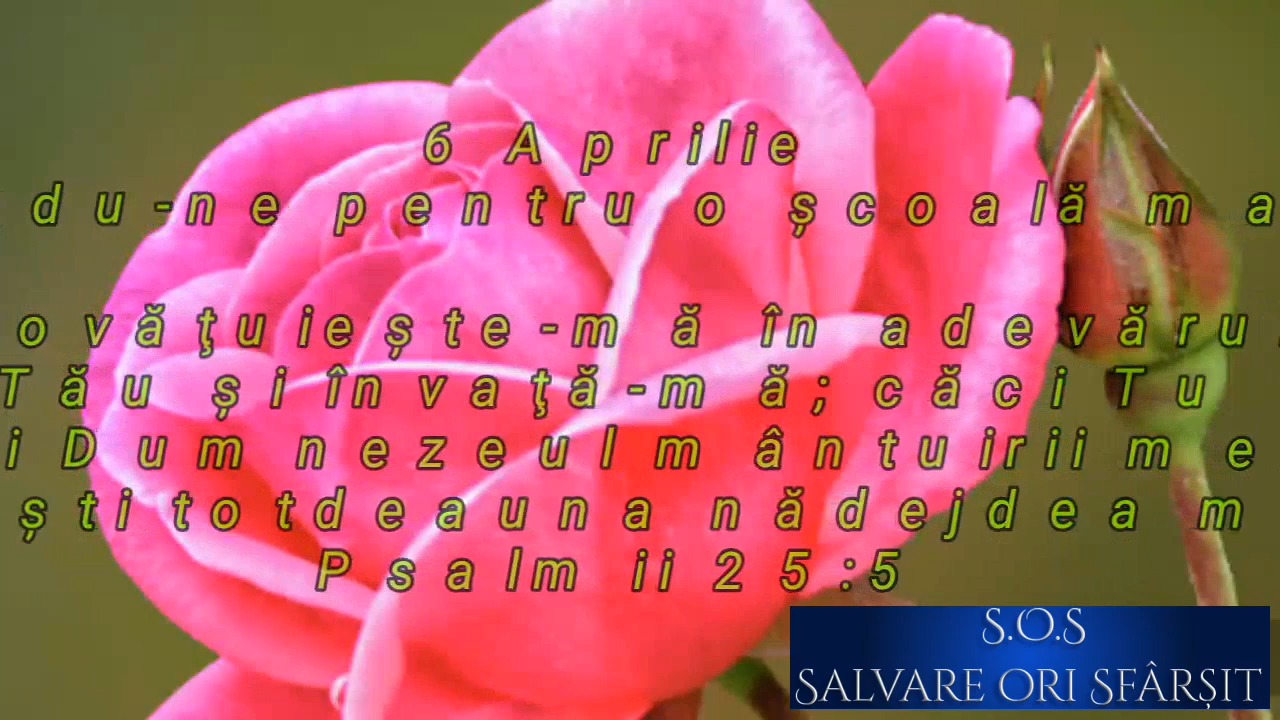 6 Aprilie
du-ne pentru o școală ma
ovăţuiește-mă în adevăru
Tău și învaţă-mă; căci Tu
i Dumnezeul mântuirii me
ști totdeauna nădejdea m
Psalmii 25:5
S.O.S
SALVARE ORI SFÂRȘIT